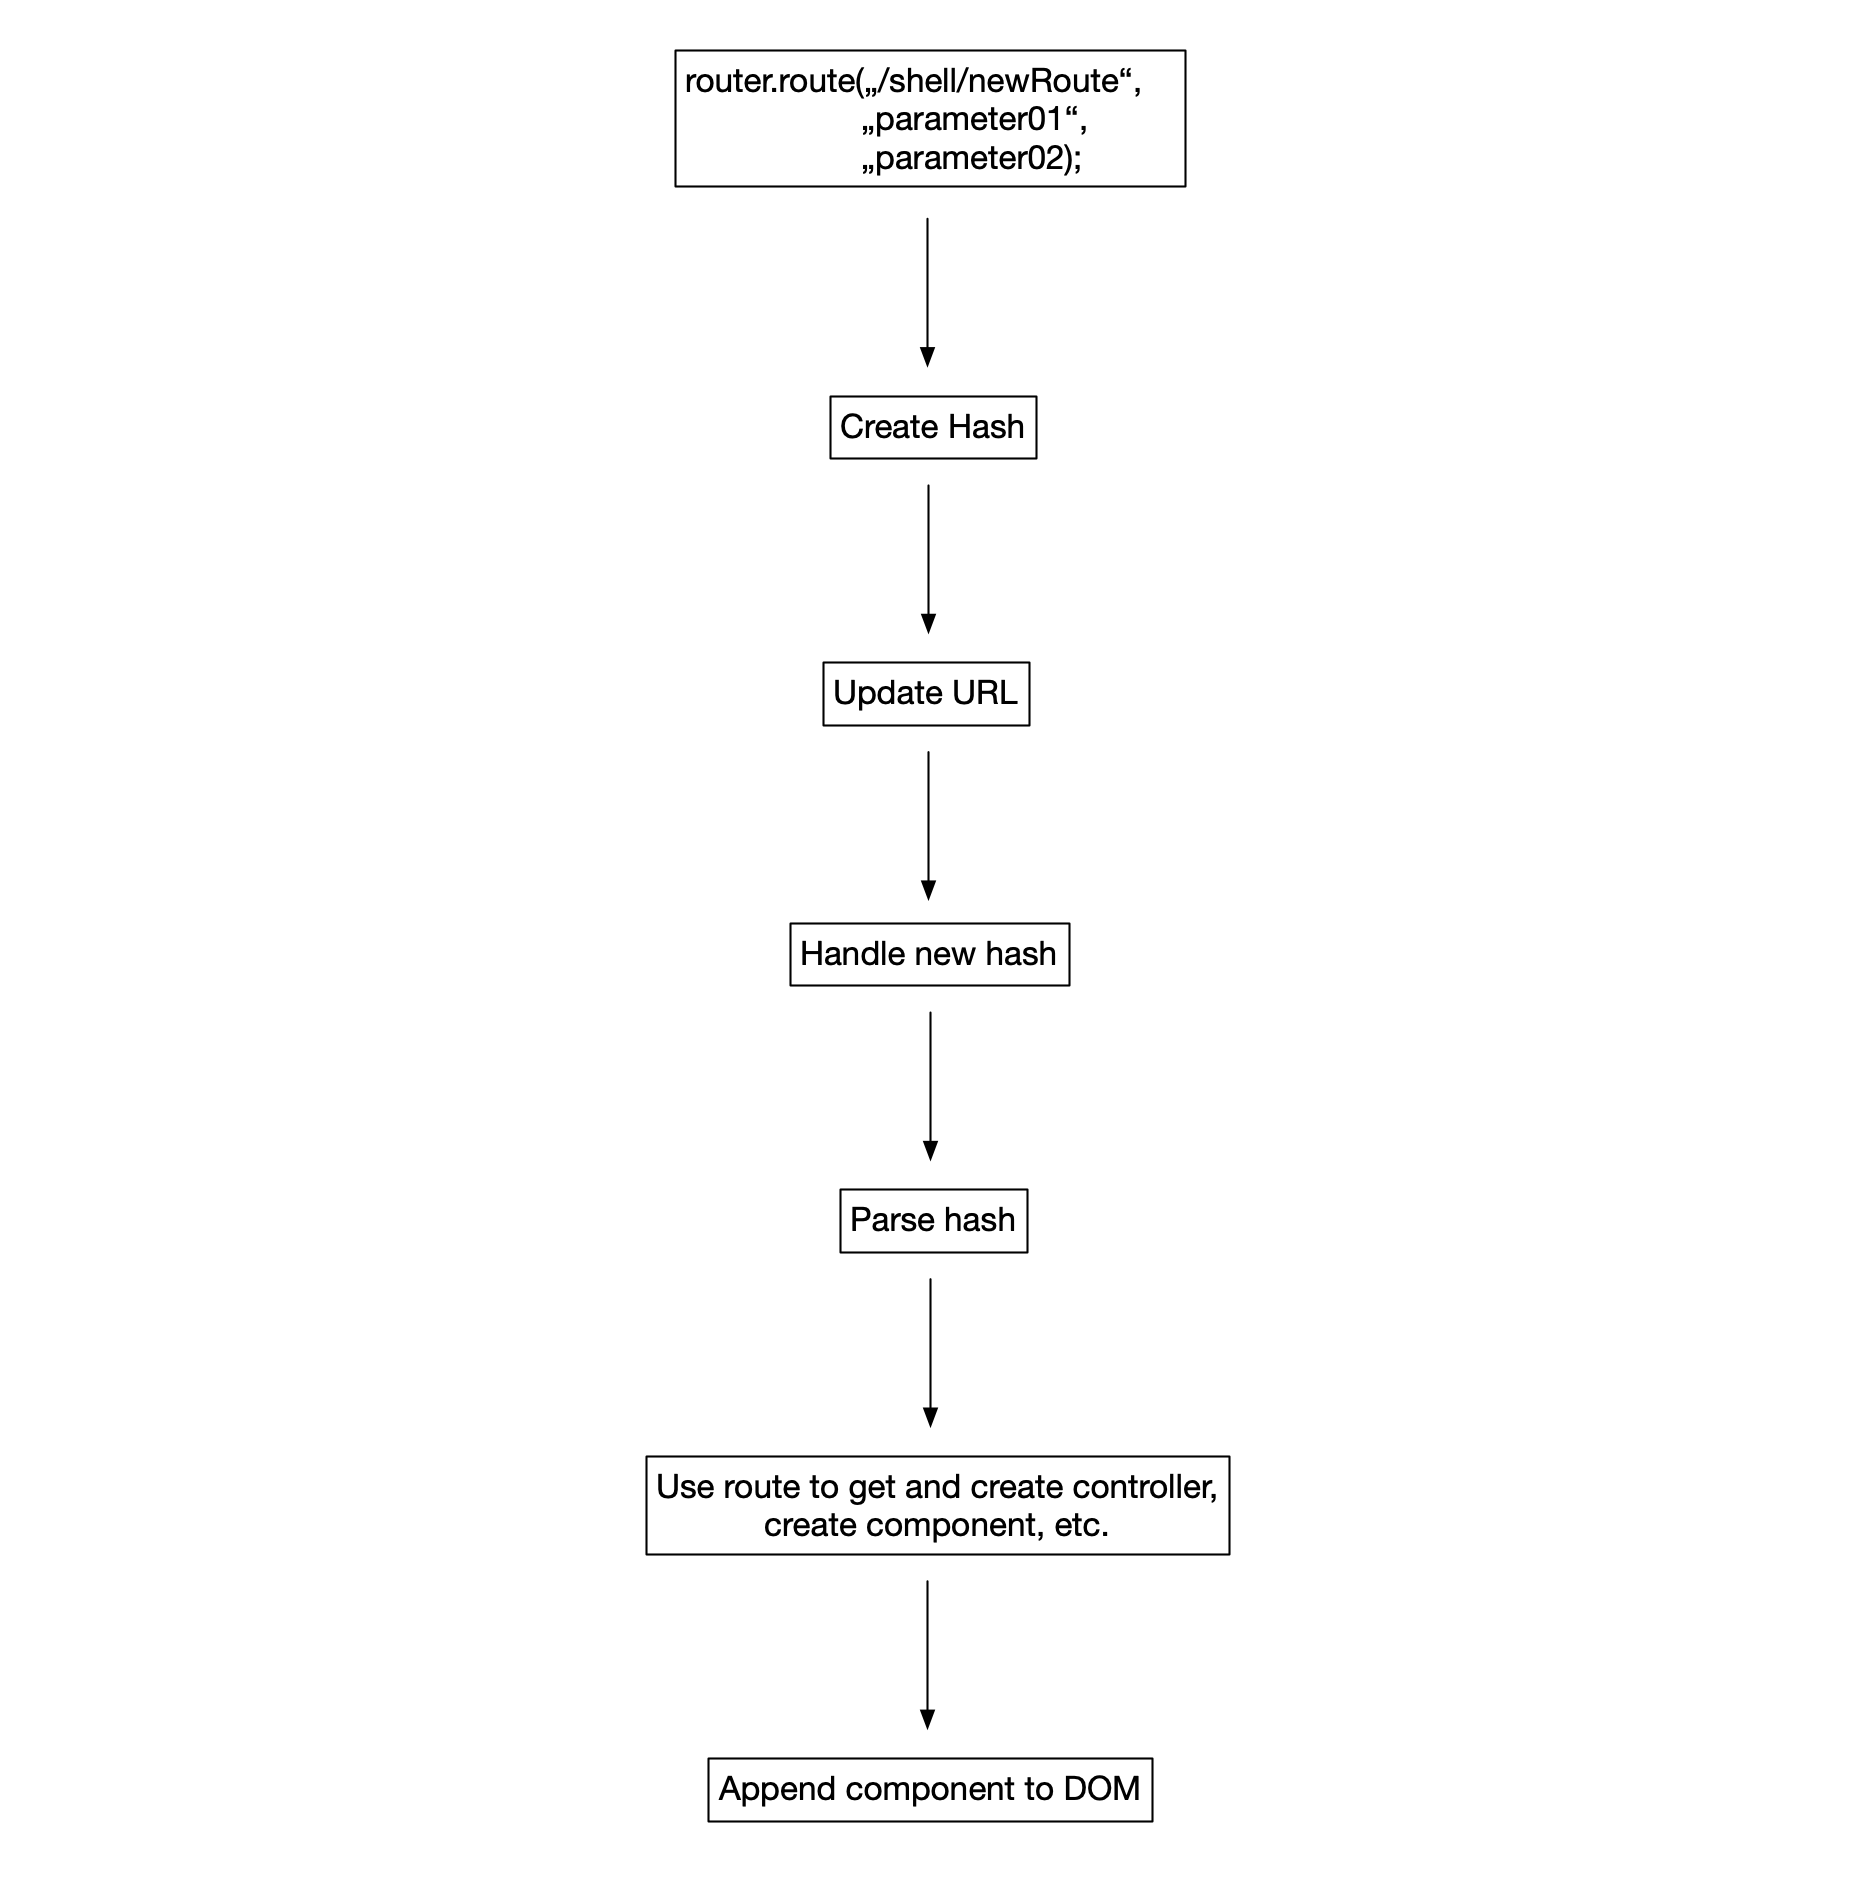 router.route(„/shell/newRoute“,
„parameter01“,
„parameter02);
Create Hash
Update URL
Handle new hash
Parse hash
Use route to get and create controller,
create component, etc.
Append component to DOM